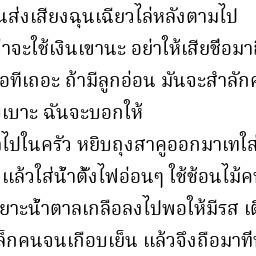 นส่งเสียงฉุนเฉียวไล่หลังตามไป
าจะใช้เงินเขานะ อย่าให้เสียชื่อมาถึ
อทีเถอะ ถ้ามีลูกอ่อน มันจะสำลัก
เบาะ ฉันจะบอกให้
ไปในครัว หยิบถุงสาคูออกมาเทใส่
แล้วใส่น้ำตั้งไฟอ่อนๆ ใช้ช้อนไม้ค
ยาะน้ำตาลเกลือลงไปพอให้มีรส เ
ล็กคนจนเกือบเย็น แล้วจึงถือมาที่